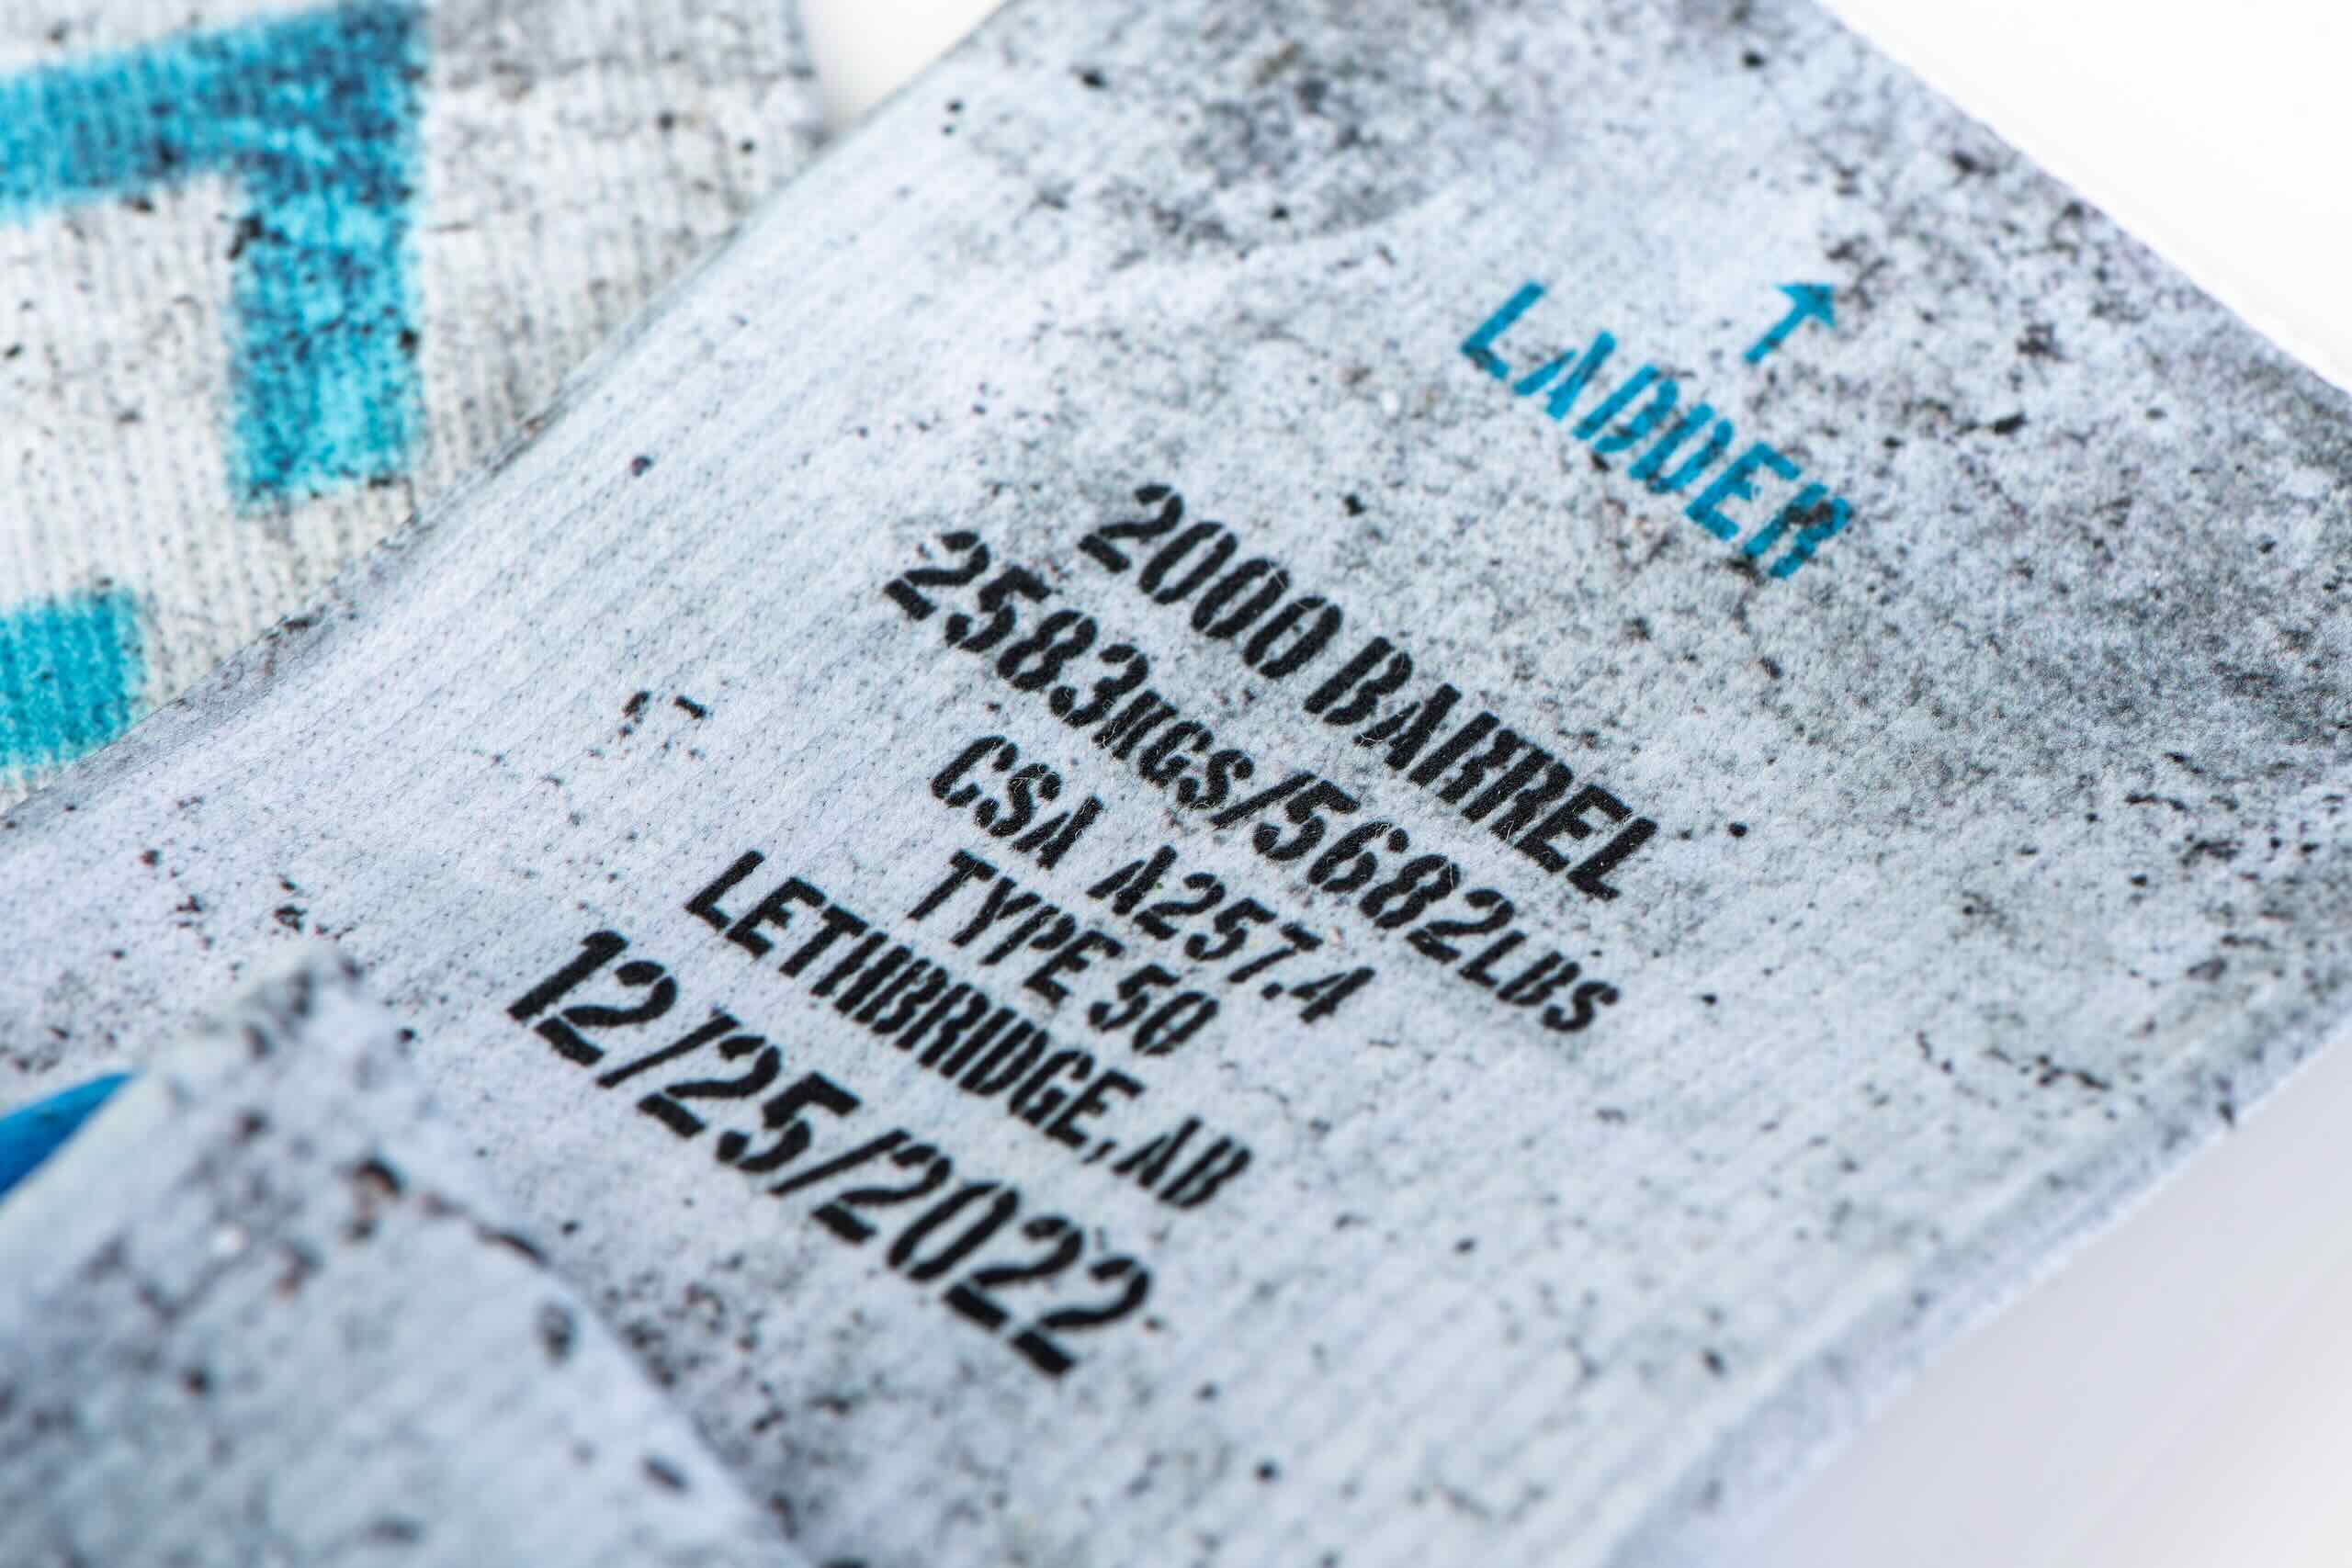 ↑
LADDER
2000 BARREL
2583KGS/5682LBS
CSA A257.4
TYPE 50
LETHBRIDGE, AB
12/25/2022